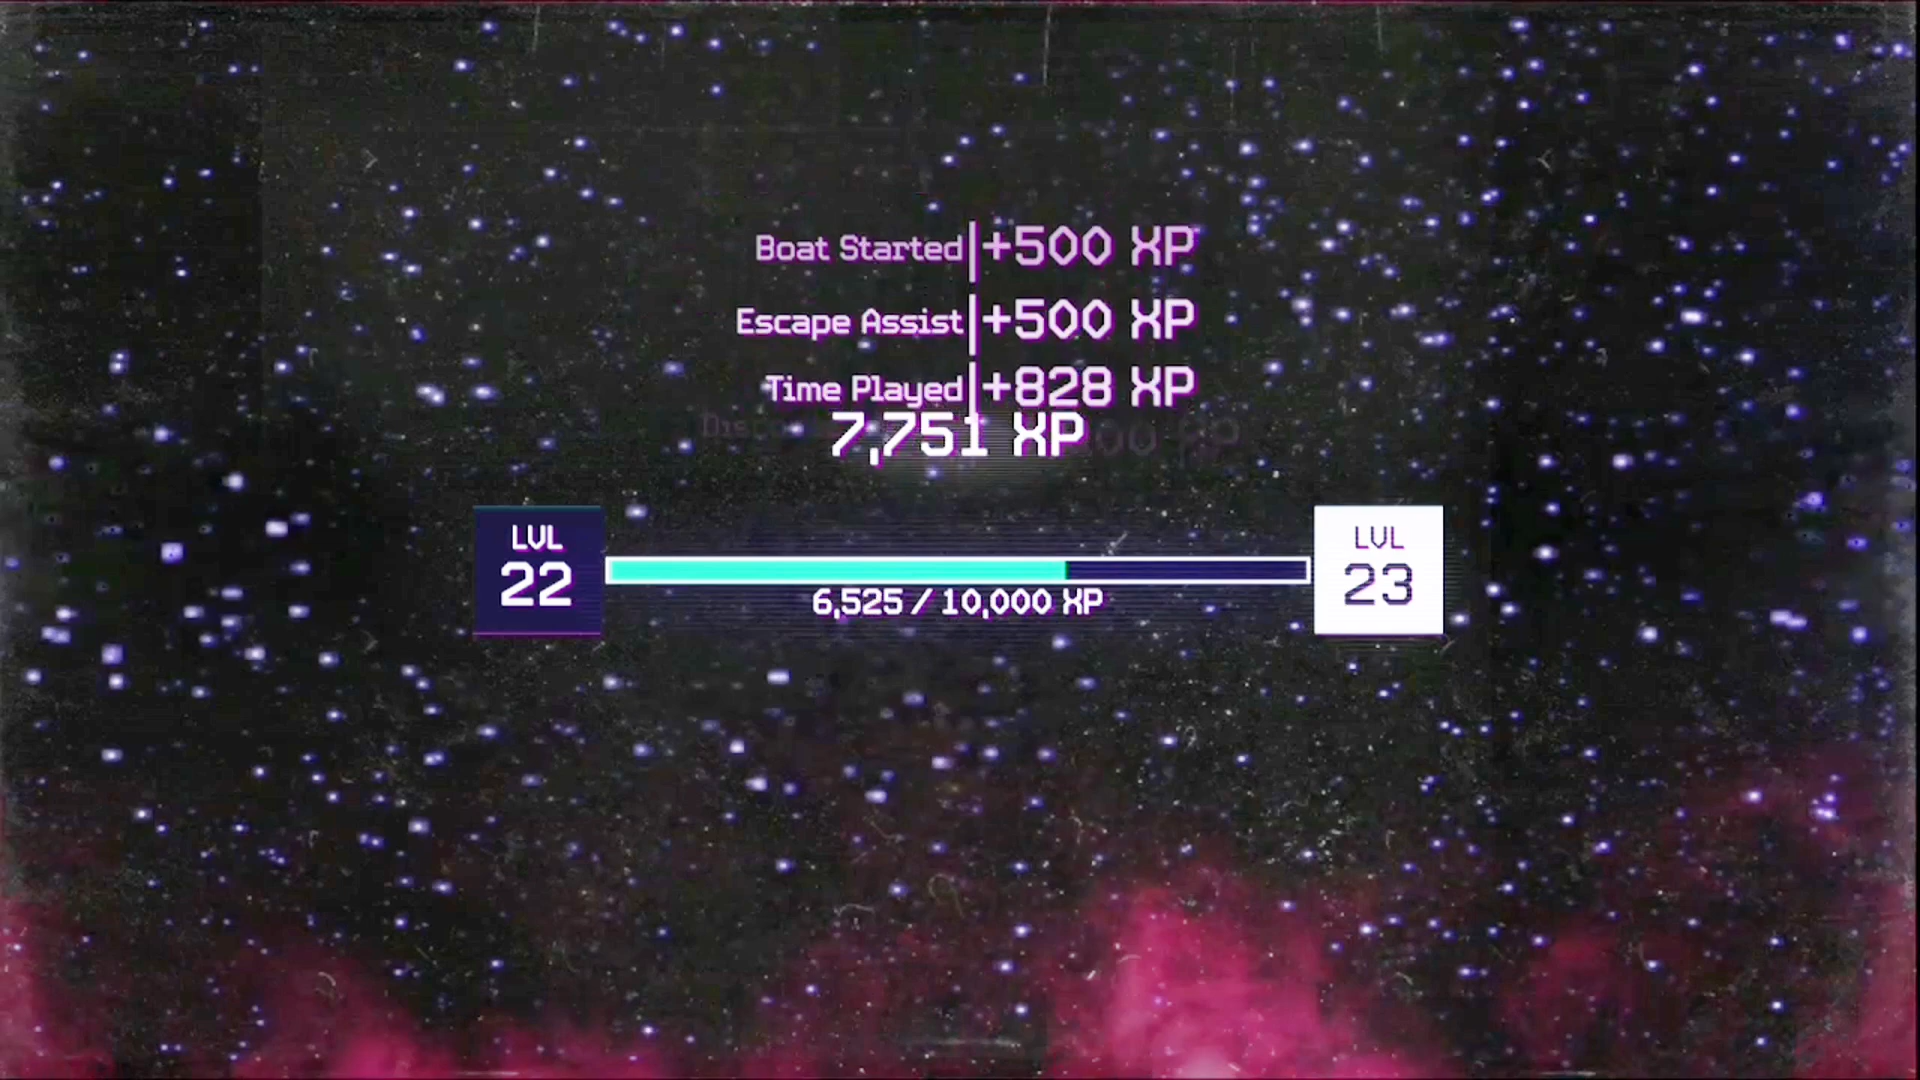 Boat Started +500 XP
Escape Assist +500 XP
Time Played +828 XP
7,751 XP
LVL
22
LVL
23
6,525 / 10,000 XP